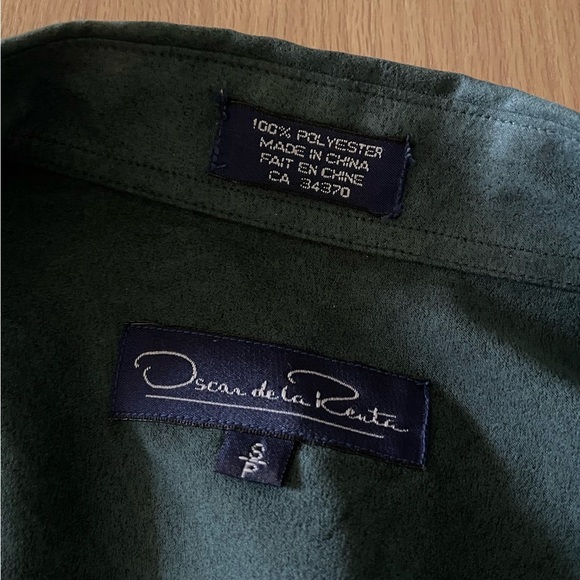 100% POLYESTER
MADE IN CHINA
FAIT EN CHINE
CA 34370
Oscar de la Renta
S
P